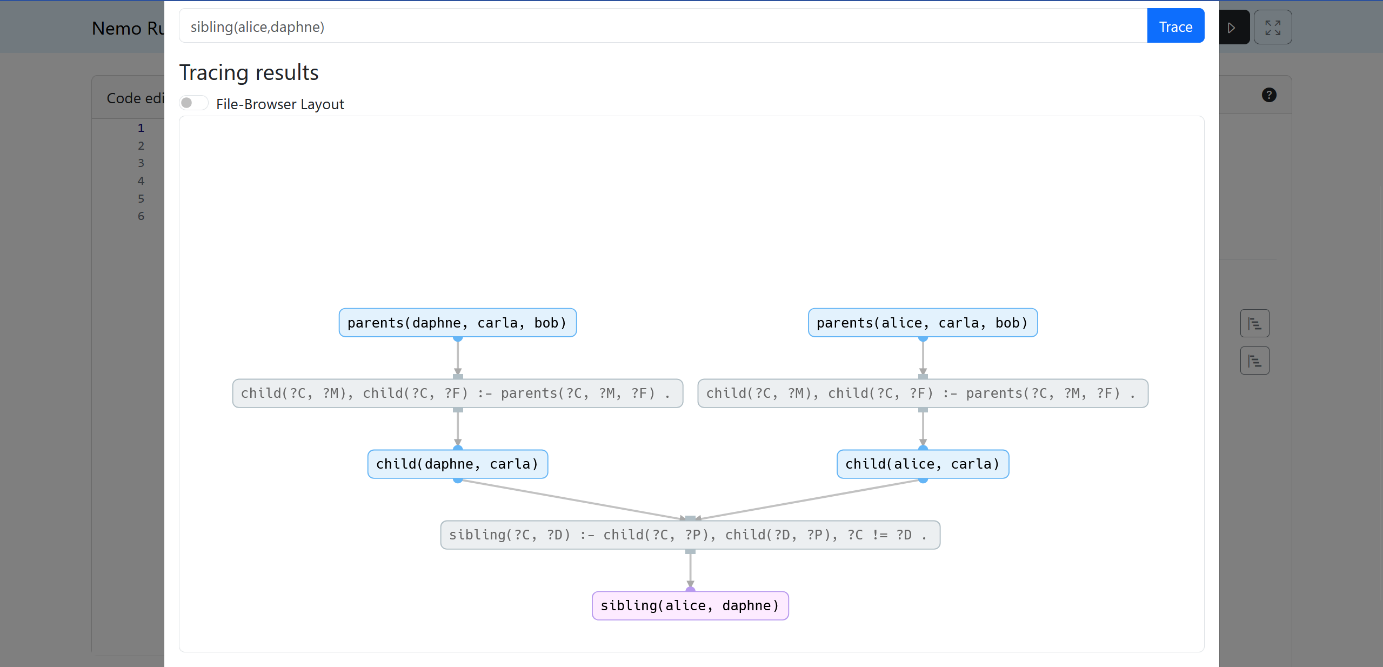 sibling(alice,daphne)
Trace
Nemo Ru
Tracing results
File-Browser Layout
Code edi
1
2
3
4
5
6
parents(daphne, carla, bob)
parents(alice, carla, bob)
child(?C, ?M), child(?C, ?F) :- parents(?C, ?M, ?F) .
child(?C, ?M), child(?C, ?F) :- parents(?C, ?M, ?F) .
child(daphne, carla)
child(alice, carla)
sibling(?C, ?D) :- child(?C, ?P), child(?D, ?P), ?C != ?D .
sibling(alice, daphne)